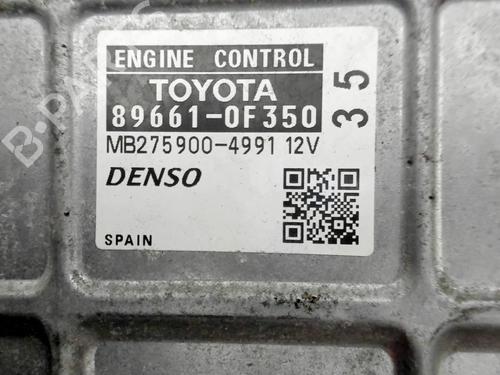 ENGINE CONTROL
TOYOTA
89661-0F350
MB275900-4991 12V
DENSO
SPAIN
35